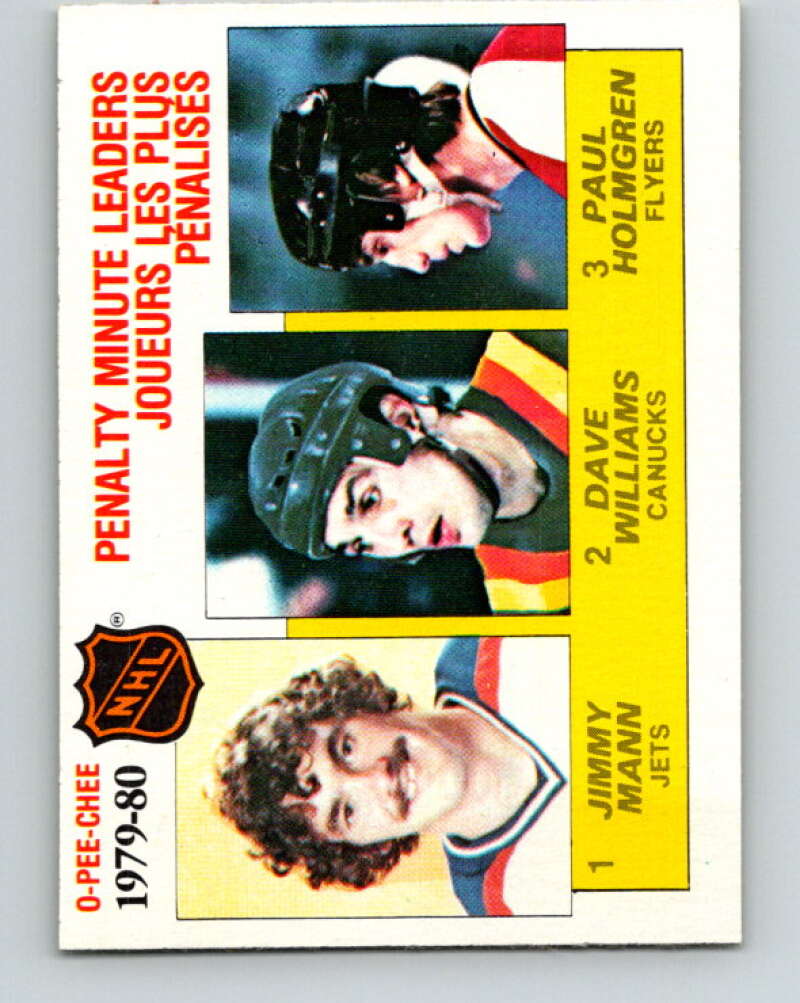 O-PEE-CHEE
1979-80
NHL
®
PENALTY MINUTE LEADERS
JOUEURS LES PLUS
PÉNALISÉS
1 JIMMY
MANN
JETS
2 DAVE
WILLIAMS
CANUCKS
3 PAUL
HOLMGREN
FLYERS